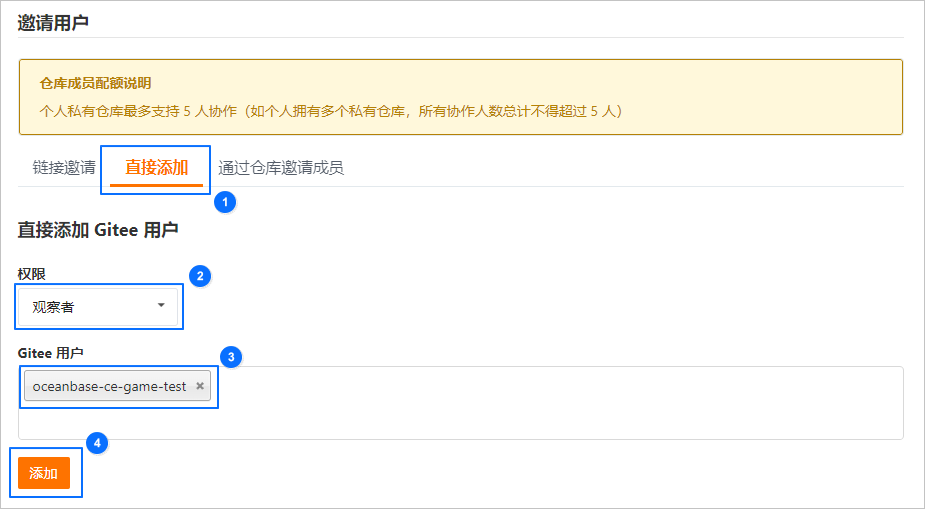 邀请用户
仓库成员配额说明
个人私有仓库最多支持 5 人协作（如个人拥有多个私有仓库，所有协作人数总计不得超过 5 人）
链接邀请 直接添加 通过仓库邀请成员
1
直接添加 Gitee 用户
权限
2
观察者
Gitee 用户
3
oceanbase-ce-game-test ×
4
添加